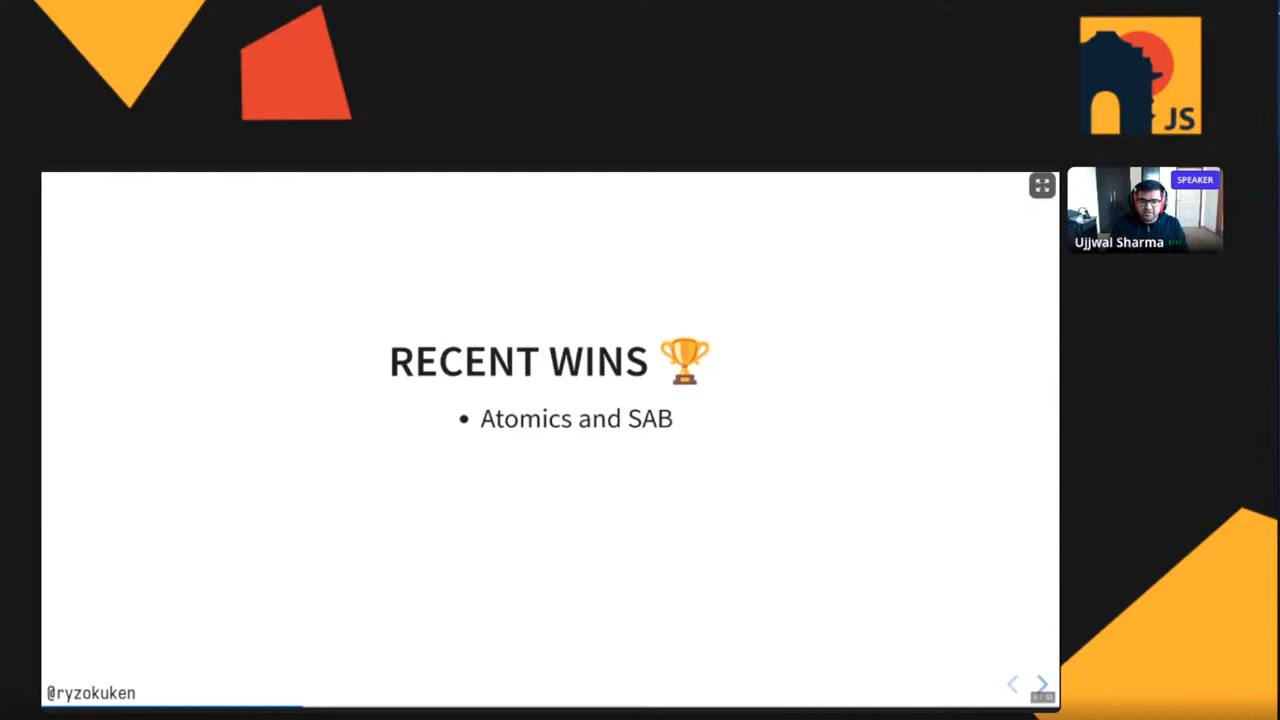 JS
SPEAKER
Ujjwal Sharma
RECENT WINS 🏆
• Atomics and SAB
@ryzokuken